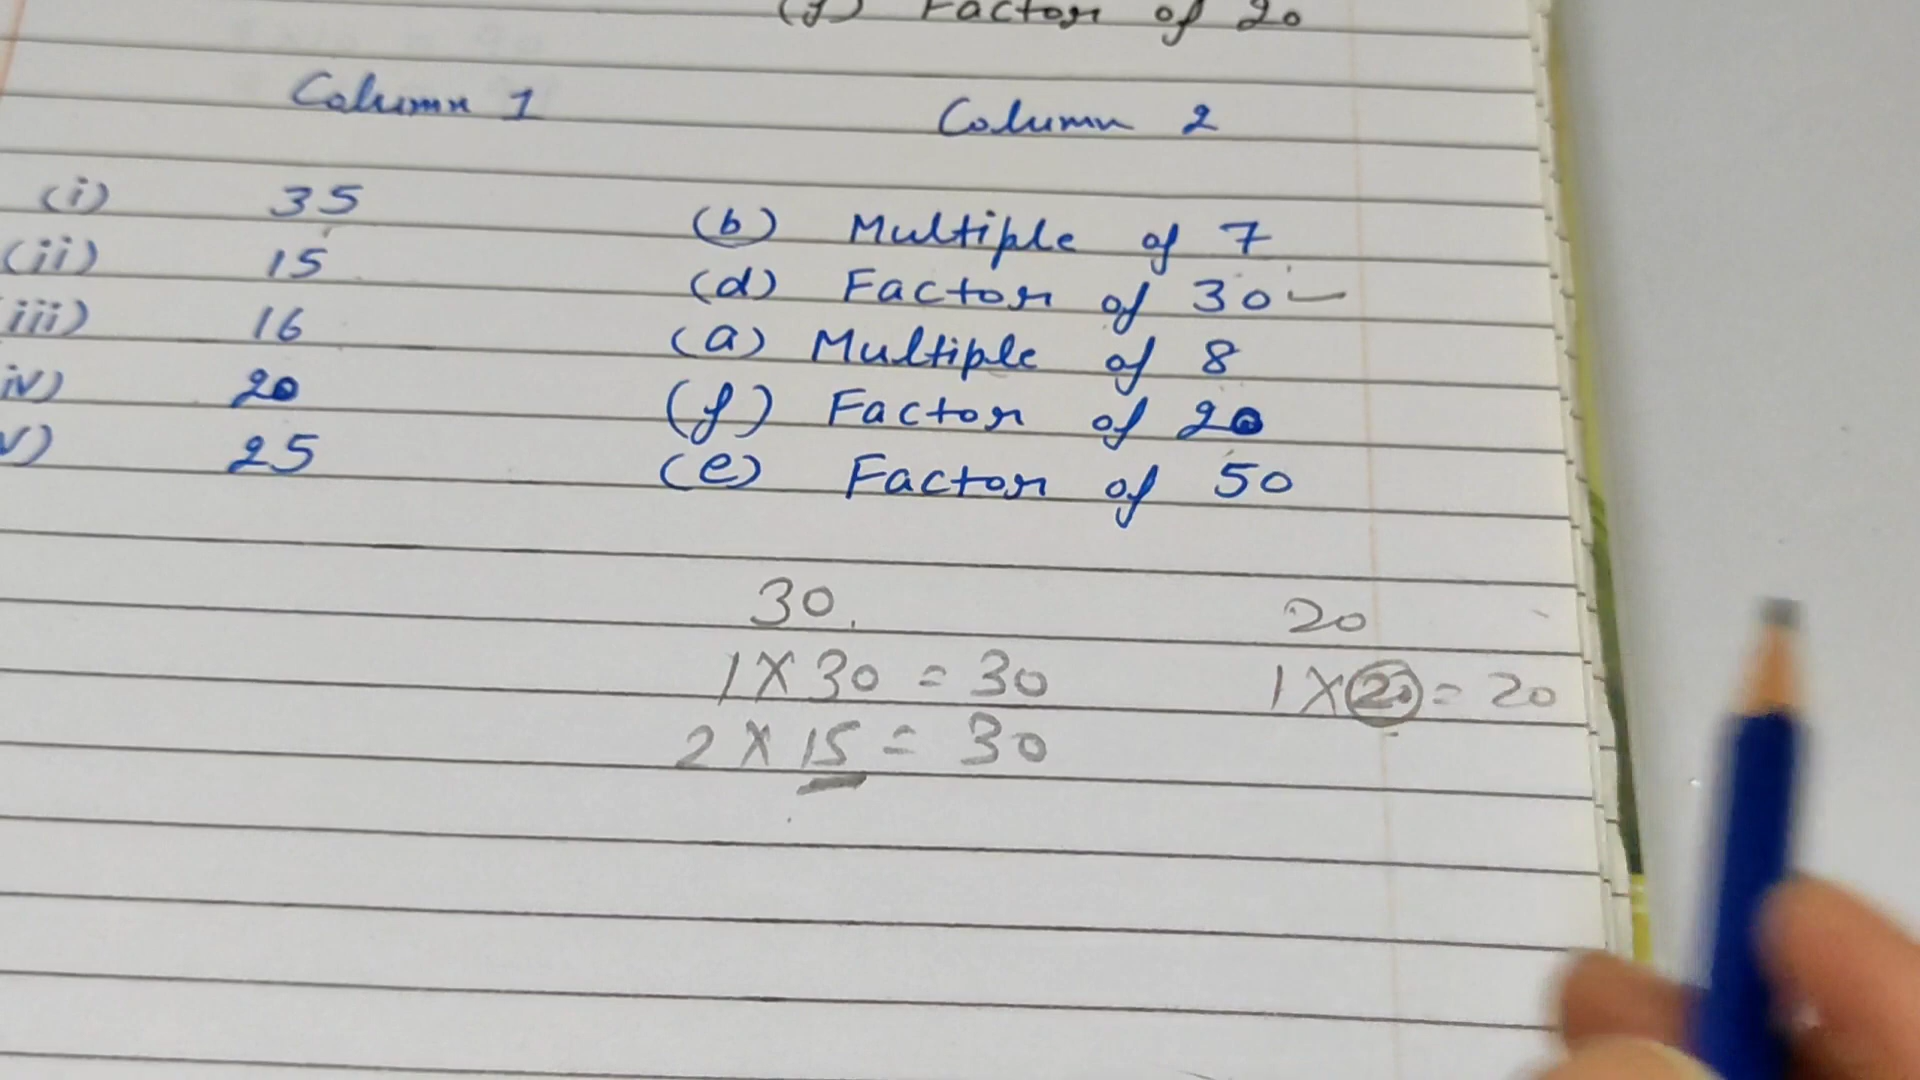 (f) Factor of 20
Column 1 Column 2
(i) 35 (b) Multiple of 7
(ii) 15 (d) Factor of 30
(iii) 16 (a) Multiple of 8
iv) 20 (f) Factor of 20
v) 25 (e) Factor of 50
30 20
1 X 30 = 30 1 X 20 = 20
2 X 15 = 30